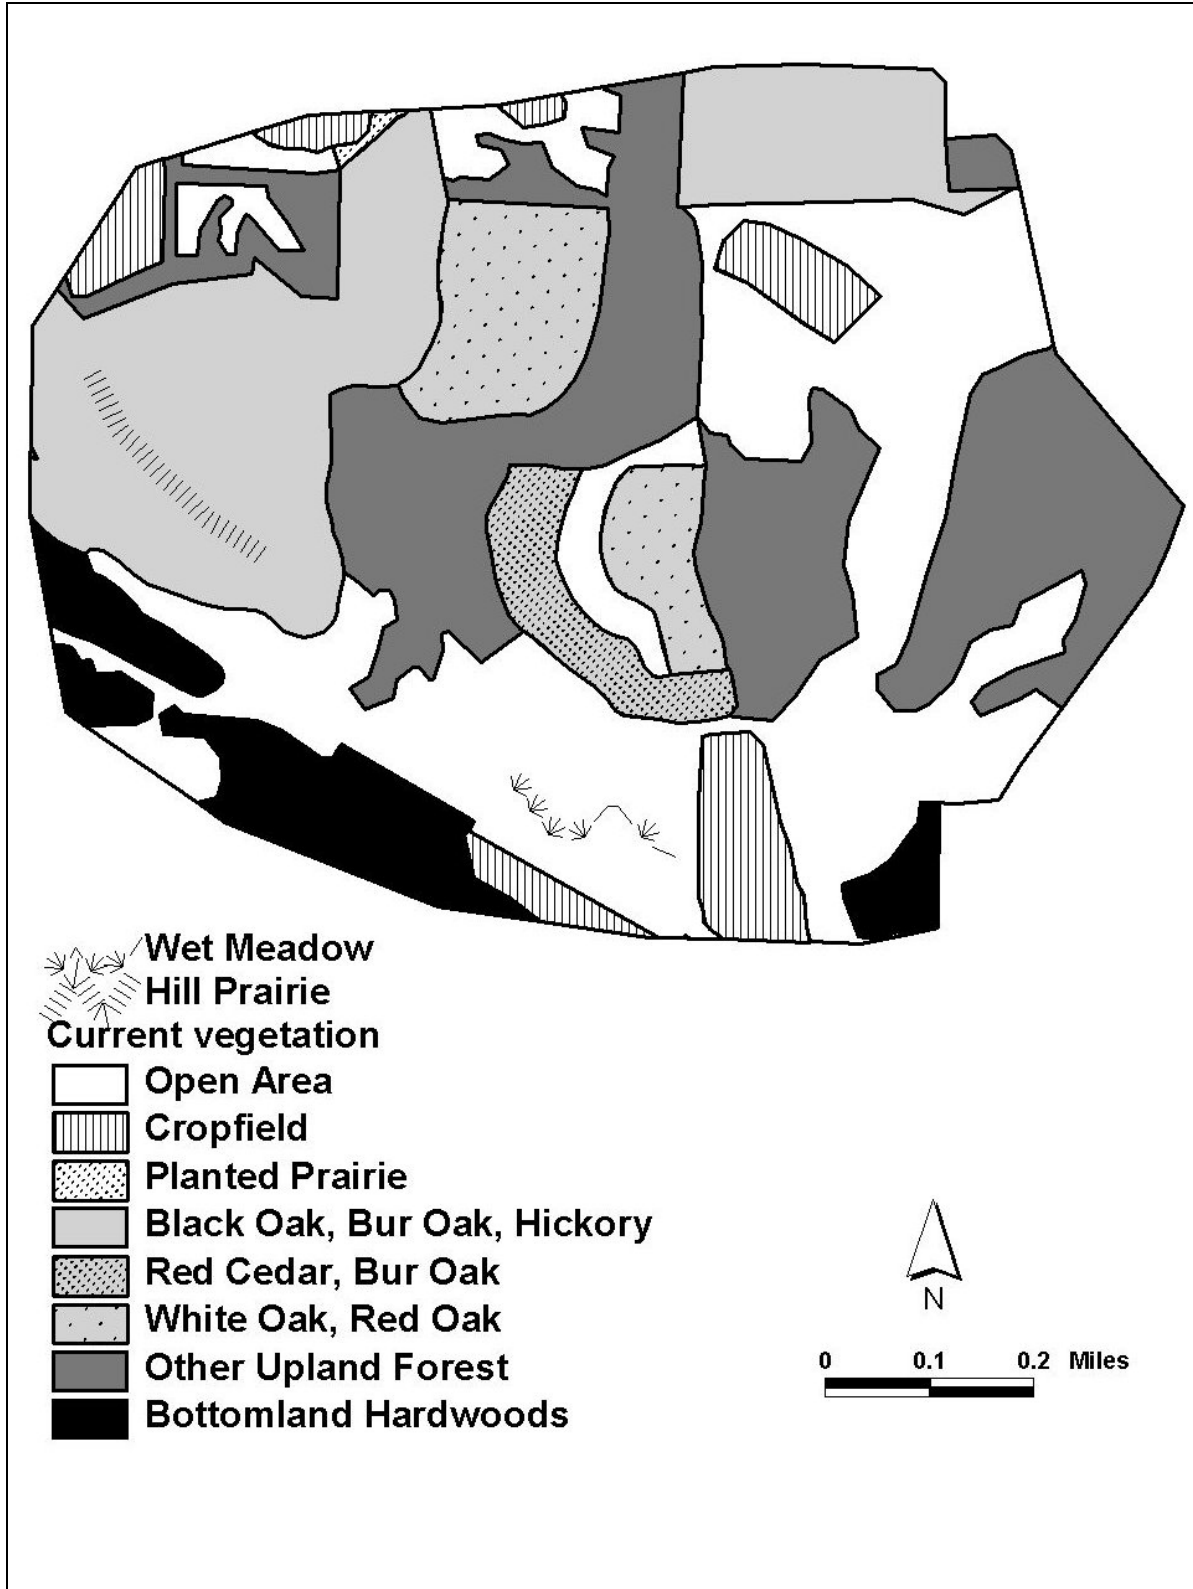 Wet Meadow
Hill Prairie
Current vegetation
Open Area
Cropfield
Planted Prairie
Black Oak, Bur Oak, Hickory
Red Cedar, Bur Oak
White Oak, Red Oak
Other Upland Forest
Bottomland Hardwoods
N
0 0.1 0.2 Miles